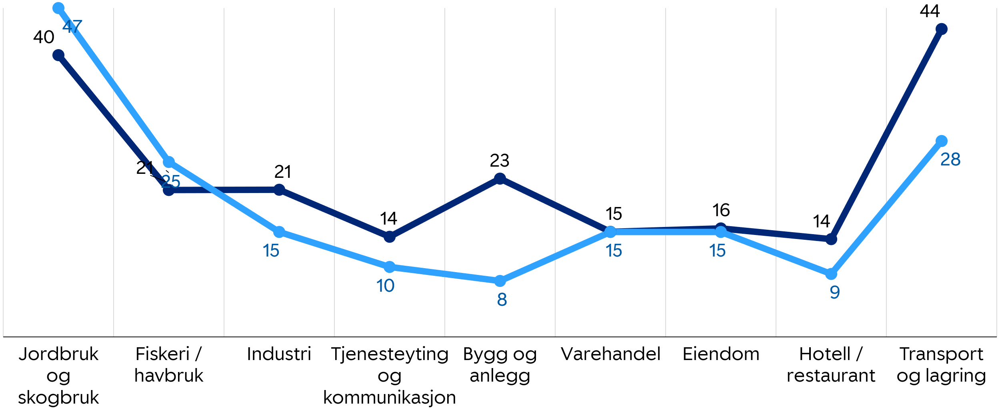 47
40
44
21
25
21
14
23
15
16
14
28
15
10
8
15
15
9
Jordbruk
og
skogbruk
Fiskeri /
havbruk
Industri
Tjenesteyting
og
kommunikasjon
Bygg og
anlegg
Varehandel
Eiendom
Hotell /
restaurant
Transport
og lagring